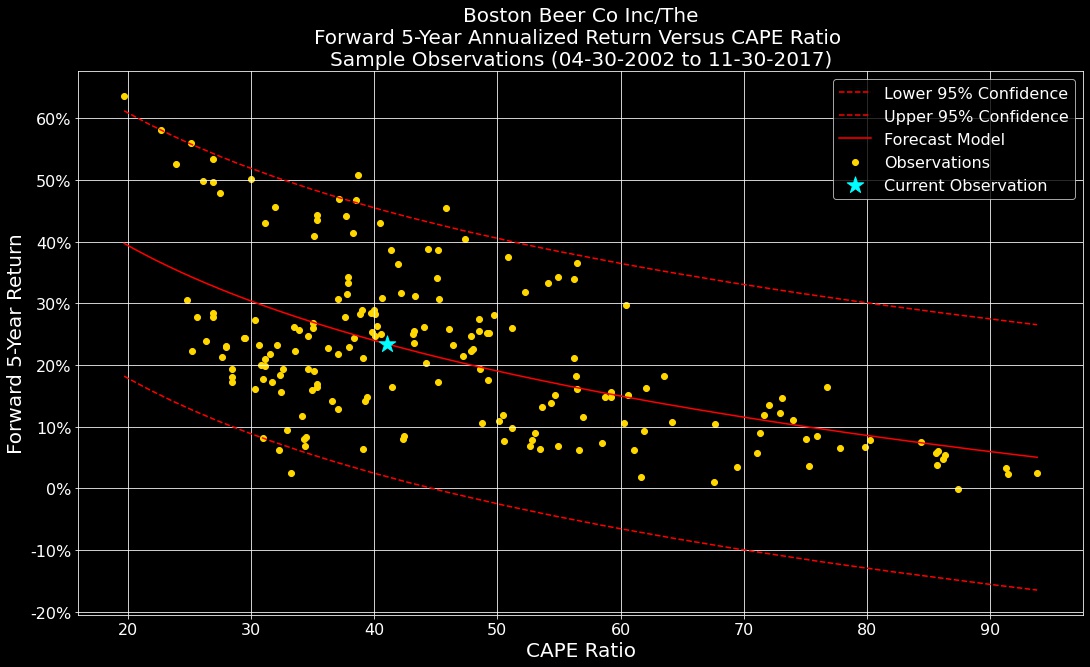 Boston Beer Co Inc/The
Forward 5-Year Annualized Return Versus CAPE Ratio
Sample Observations (04-30-2002 to 11-30-2017)
Lower 95% Confidence
Upper 95% Confidence
Forecast Model
Observations
Current Observation
Forward 5-Year Return
60%
50%
40%
30%
20%
10%
0%
-10%
-20%
20 30 40 50 60 70 80 90
CAPE Ratio